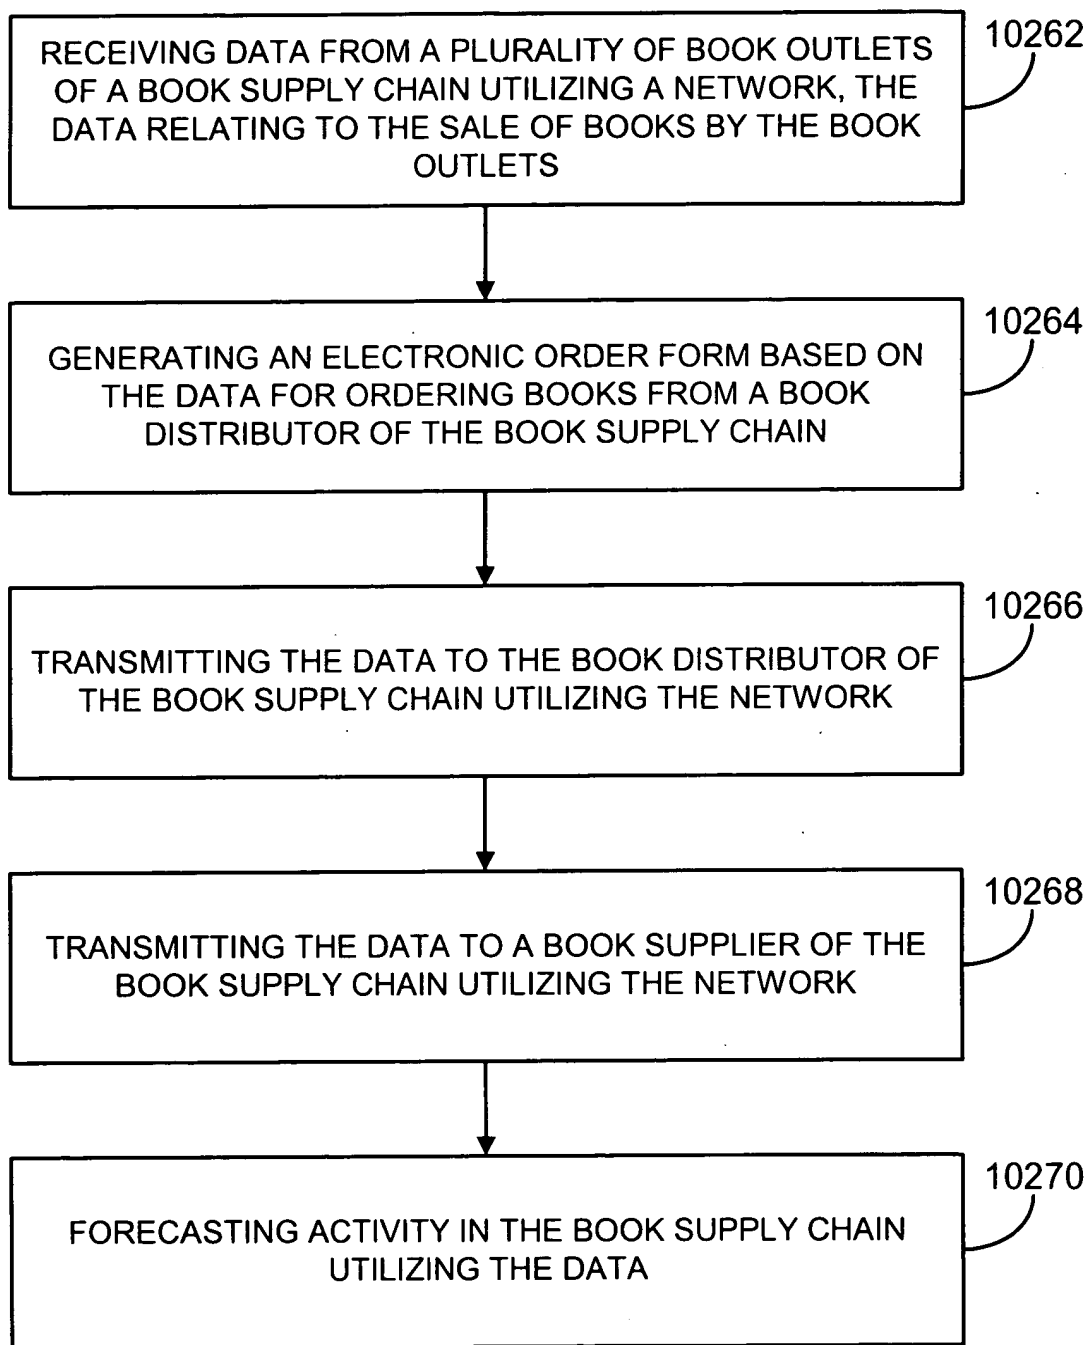 RECEIVING DATA FROM A PLURALITY OF BOOK OUTLETS
OF A BOOK SUPPLY CHAIN UTILIZING A NETWORK, THE
DATA RELATING TO THE SALE OF BOOKS BY THE BOOK
OUTLETS
10262
GENERATING AN ELECTRONIC ORDER FORM BASED ON
THE DATA FOR ORDERING BOOKS FROM A BOOK
DISTRIBUTOR OF THE BOOK SUPPLY CHAIN
10264
TRANSMITTING THE DATA TO THE BOOK DISTRIBUTOR OF
THE BOOK SUPPLY CHAIN UTILIZING THE NETWORK
10266
TRANSMITTING THE DATA TO A BOOK SUPPLIER OF THE
BOOK SUPPLY CHAIN UTILIZING THE NETWORK
10268
FORECASTING ACTIVITY IN THE BOOK SUPPLY CHAIN
UTILIZING THE DATA
10270